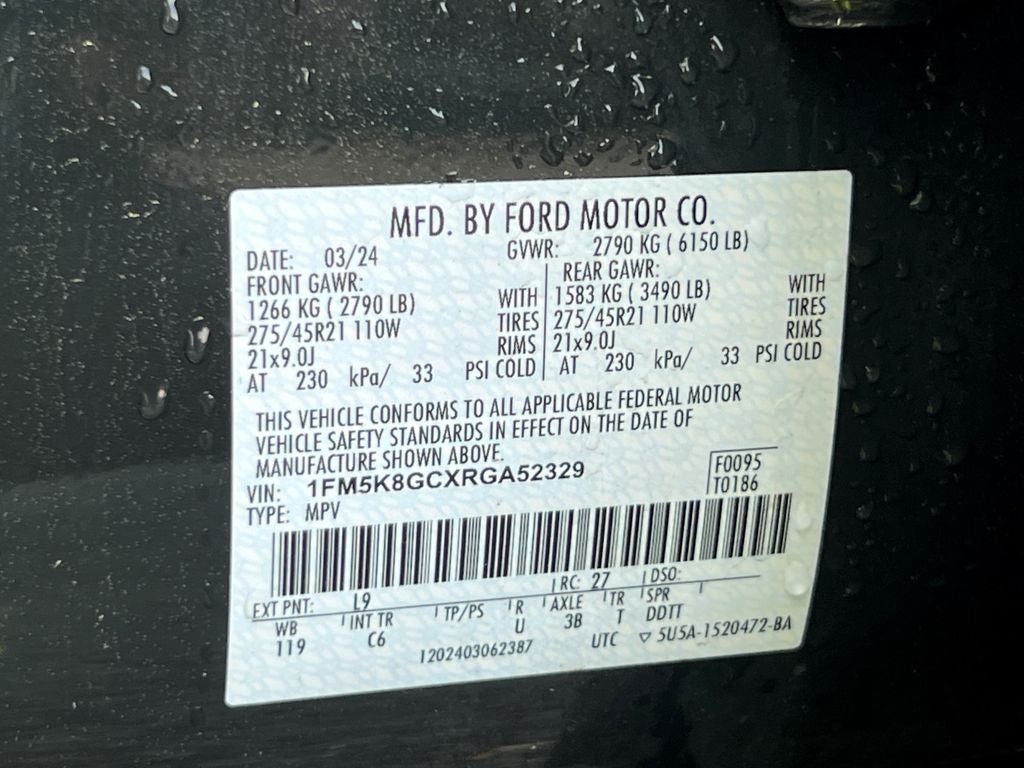 MFD. BY FORD MOTOR CO.
DATE: 03/24 GVWR: 2790 KG ( 6150 LB)
FRONT GAWR: REAR GAWR:
1266 KG ( 2790 LB) WITH 1583 KG ( 3490 LB) WITH
275/45R21 110W TIRES 275/45R21 110W TIRES
21x9.0J RIMS 21x9.0J RIMS
AT 230 kPa/ 33 PSI COLD AT 230 kPa/ 33 PSI COLD
THIS VEHICLE CONFORMS TO ALL APPLICABLE FEDERAL MOTOR
VEHICLE SAFETY STANDARDS IN EFFECT ON THE DATE OF
MANUFACTURE SHOWN ABOVE.
VIN: 1FM5K8GCXRGA52329 F0095
TYPE: MPV T0186
EXT PNT: L9 RC: 27 DSO:
WB INT TR TP/PS R AXLE TR SPR
119 C6 U 3B T DDTT
1202403062387 UTC ▽ 5U5A-1520472-BA